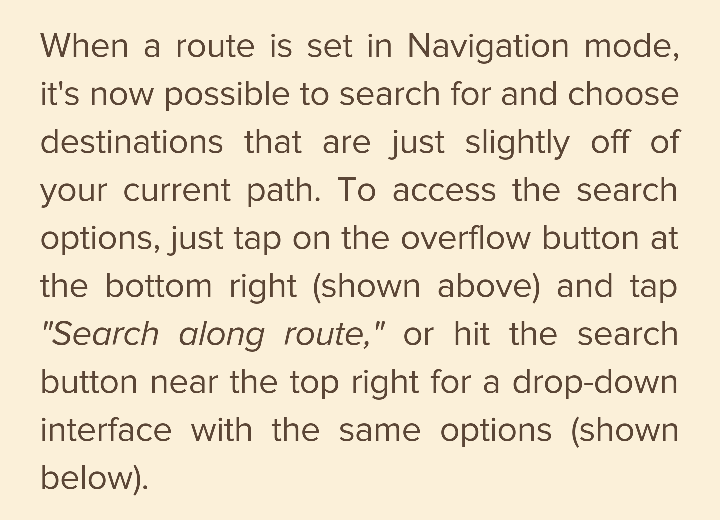 When a route is set in Navigation mode,
it's now possible to search for and choose
destinations that are just slightly off of
your current path. To access the search
options, just tap on the overflow button at
the bottom right (shown above) and tap
"Search along route," or hit the search
button near the top right for a drop-down
interface with the same options (shown
below).